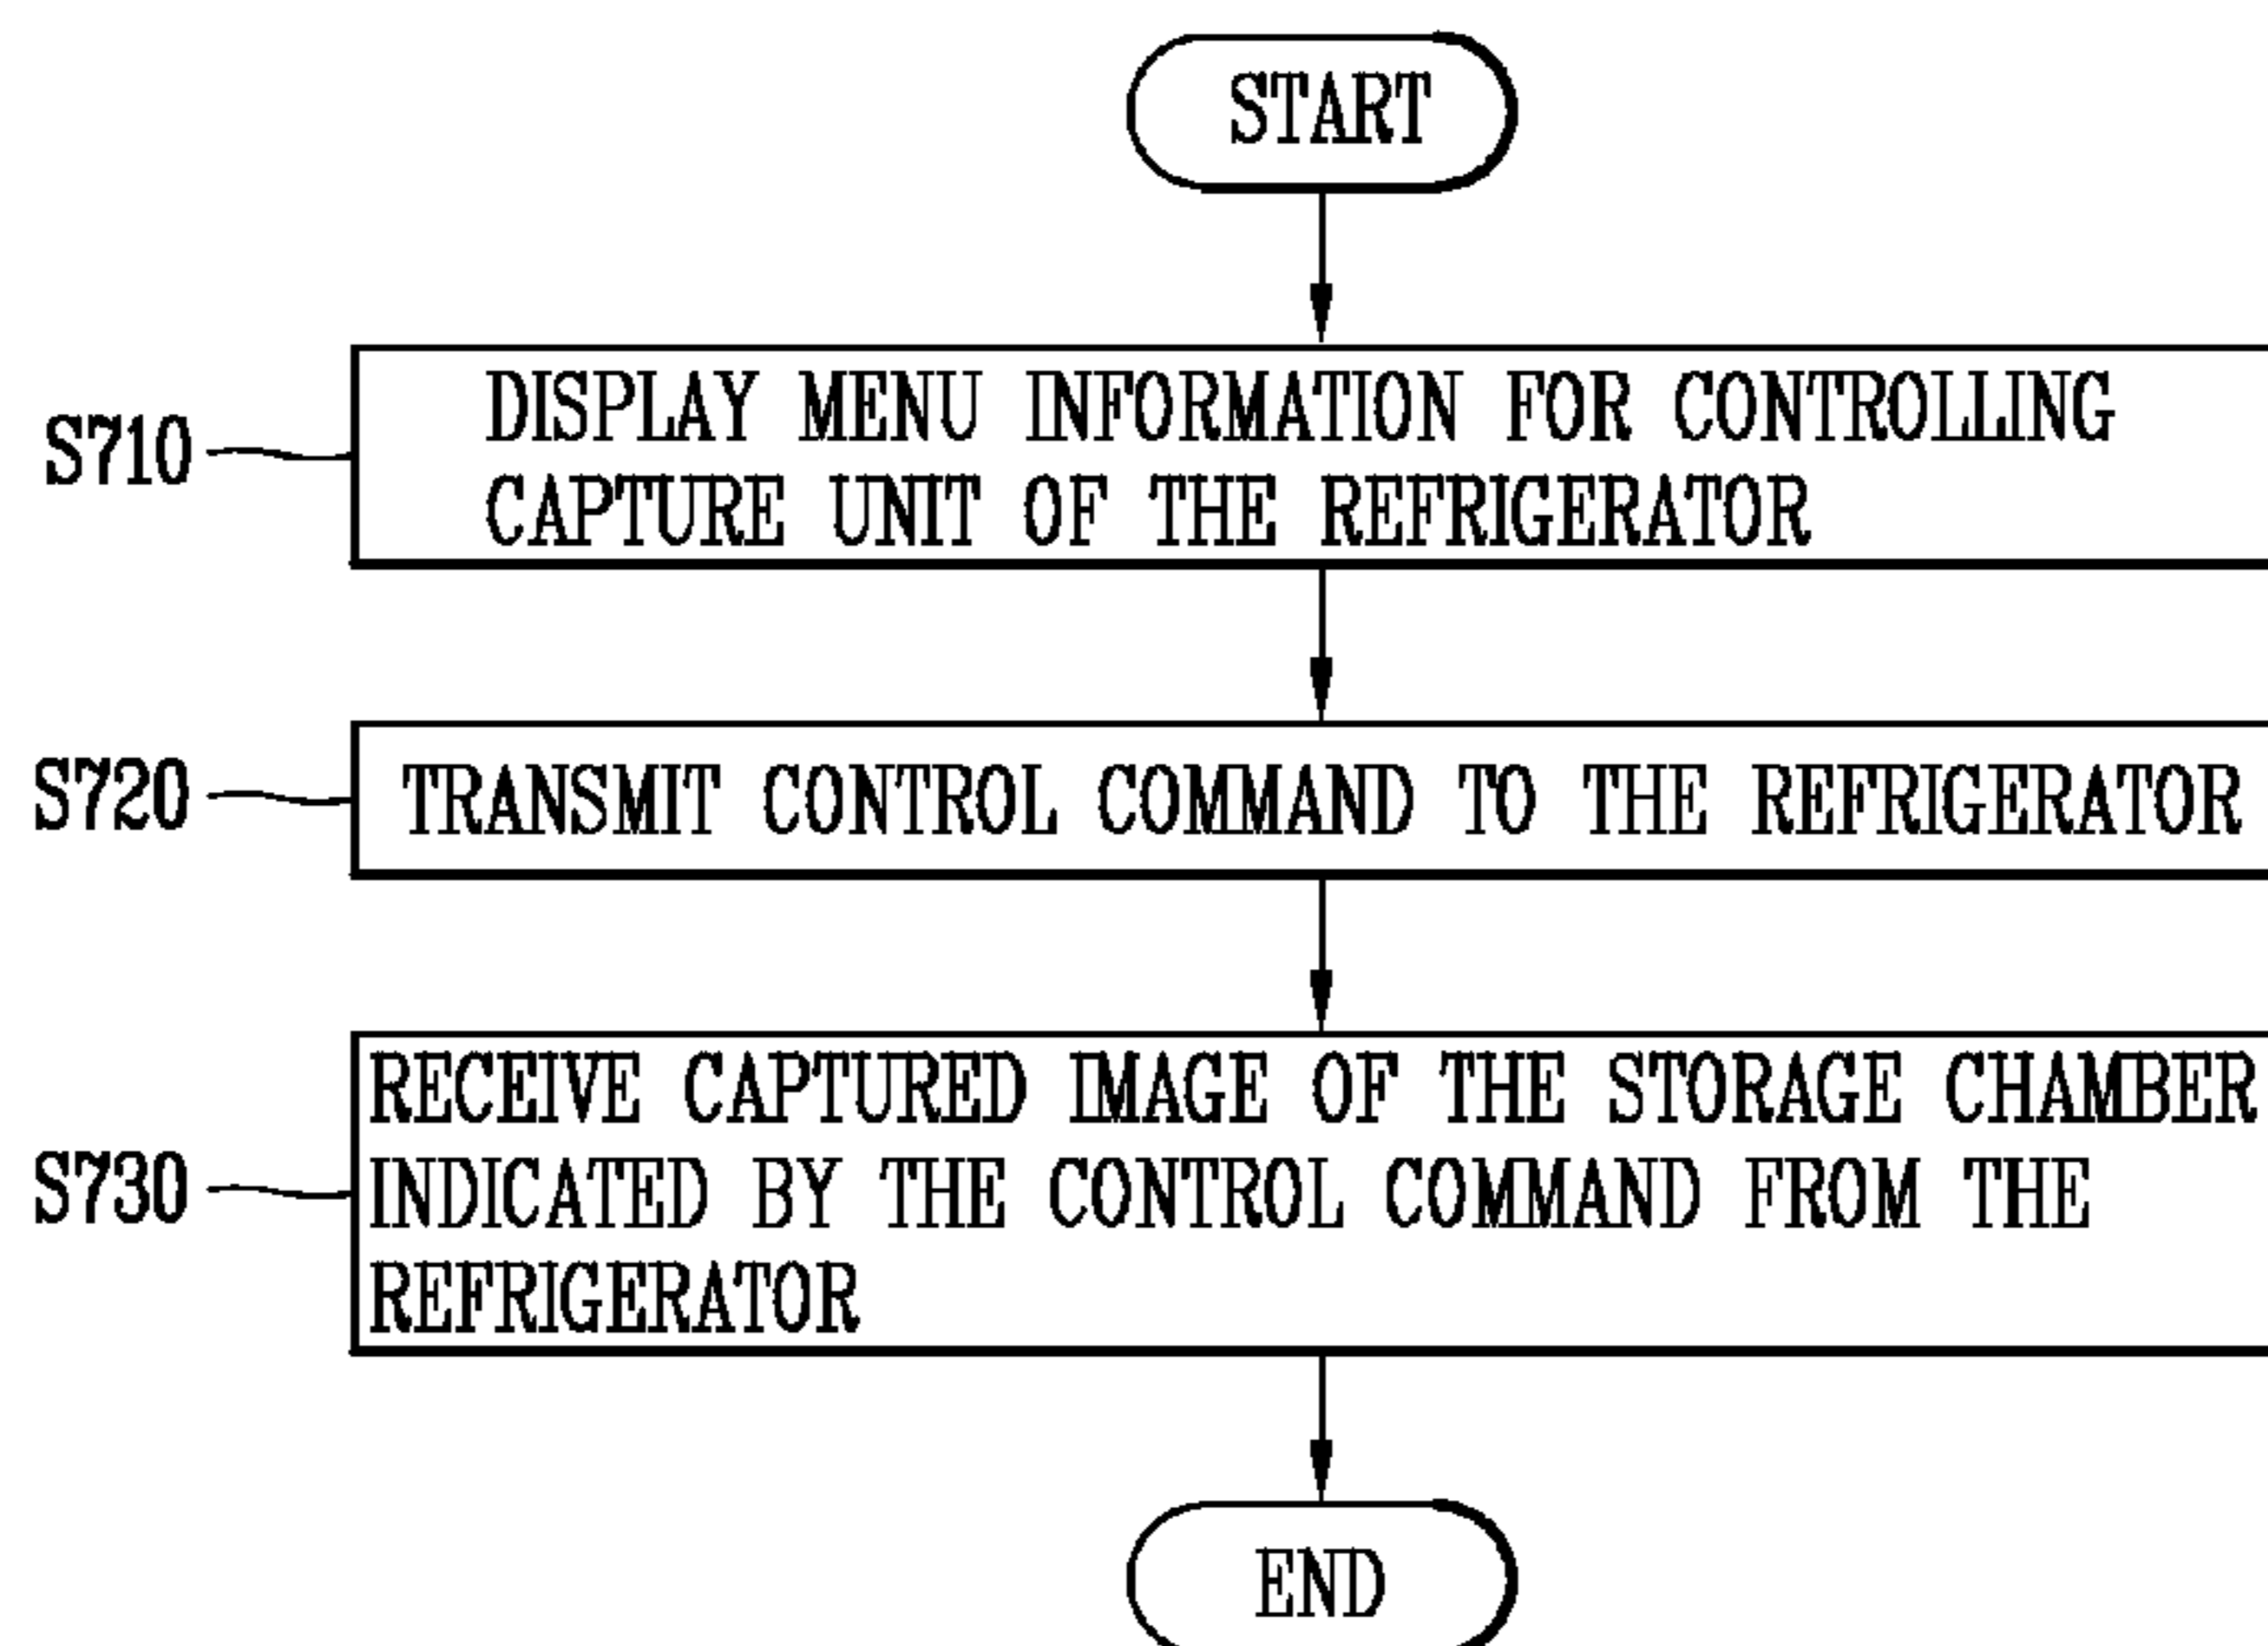 START
S710
DISPLAY MENU INFORMATION FOR CONTROLLING
CAPTURE UNIT OF THE REFRIGERATOR
S720
TRANSMIT CONTROL COMMAND TO THE REFRIGERATOR
S730
RECEIVE CAPTURED IMAGE OF THE STORAGE CHAMBER
INDICATED BY THE CONTROL COMMAND FROM THE
REFRIGERATOR
END